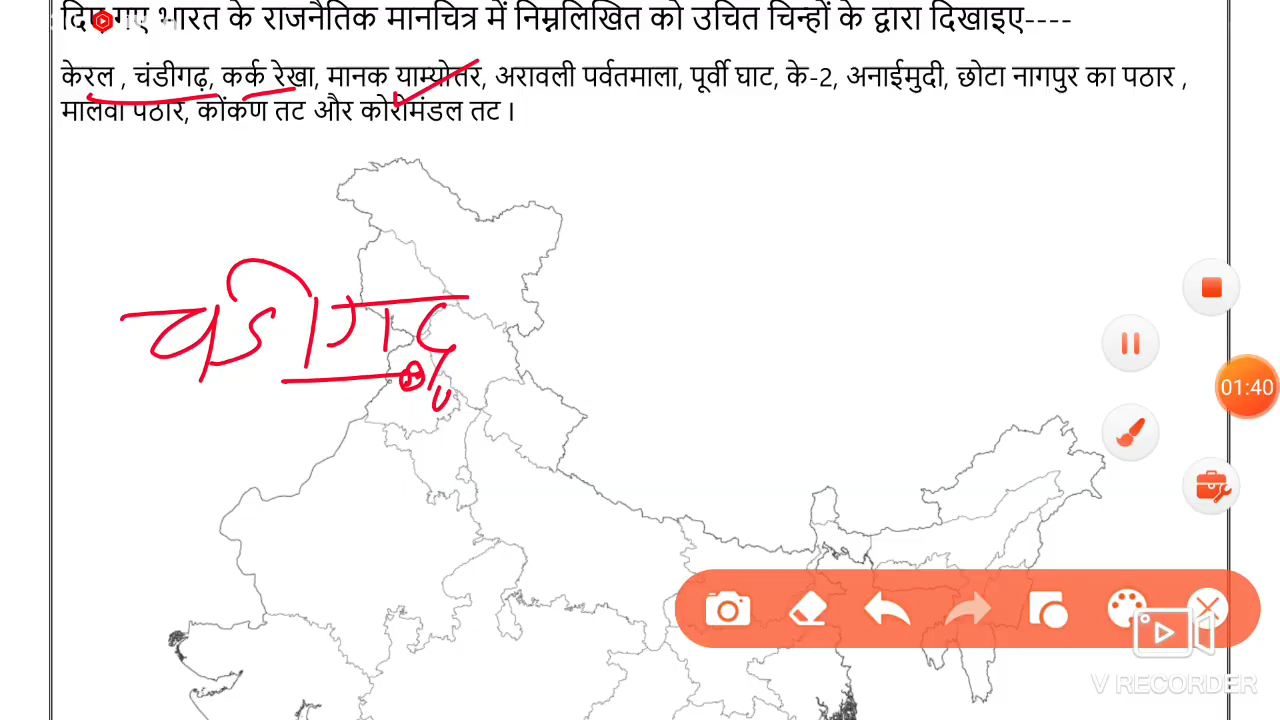 दिए गए भारत के राजनैतिक मानचित्र में निम्नलिखित को उचित चिन्हों के द्वारा दिखाइए----
केरल , चंडीगढ़, कर्क रेखा, मानक याम्योत्तर, अरावली पर्वतमाला, पूर्वी घाट, के-2, अनाईमुदी, छोटा नागपुर का पठार ,
मालवा पठार, कोंकण तट और कोरोमंडल तट ।
चडीगढ़
01:40
V RECORDER